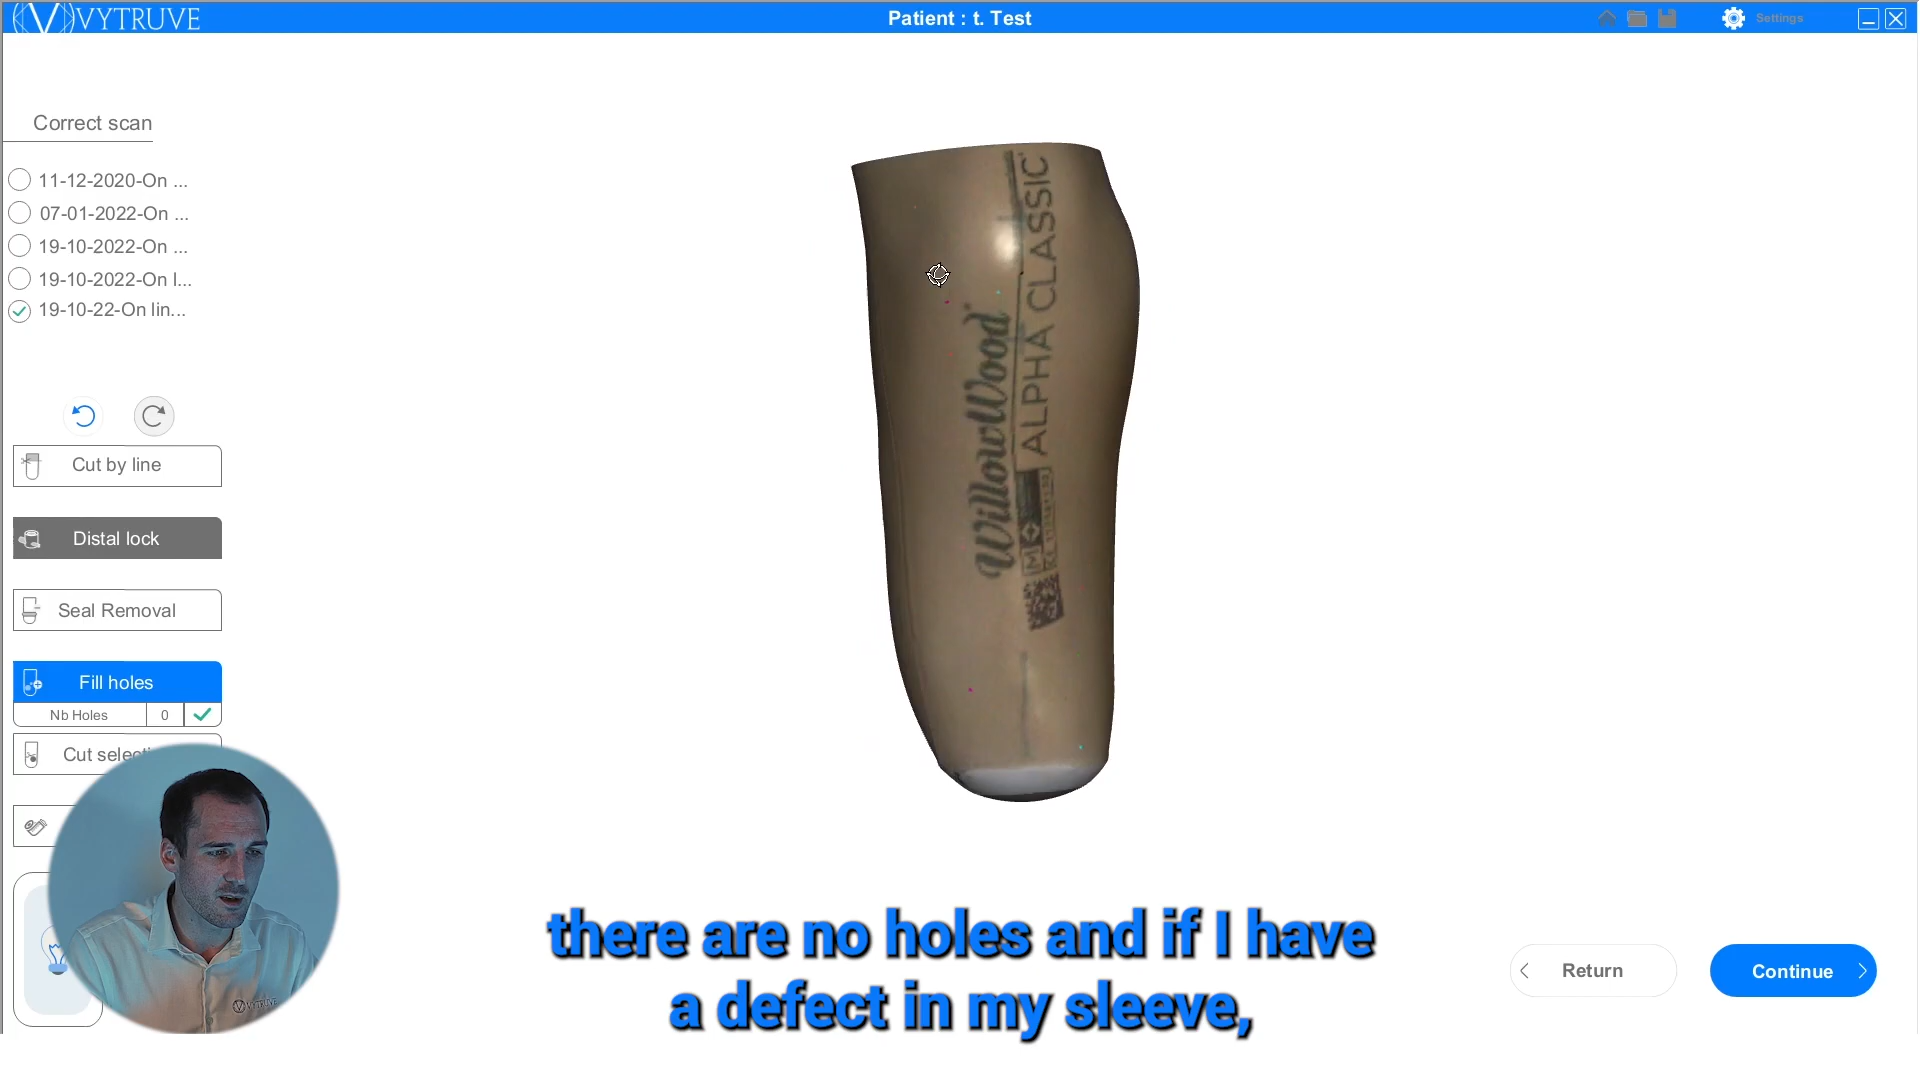 VYTRUVE
Patient : t. Test
Settings
Correct scan
11-12-2020-On ...
07-01-2022-On ...
19-10-2022-On ...
19-10-2022-On l...
19-10-22-On lin...
Cut by line
Distal lock
Seal Removal
Fill holes
Nb Holes
0
Cut selecti
WillowWood
ALPHA CLASSIC
M
VYTRUVE
there are no holes and if I have
a defect in my sleeve,
Return
Continue